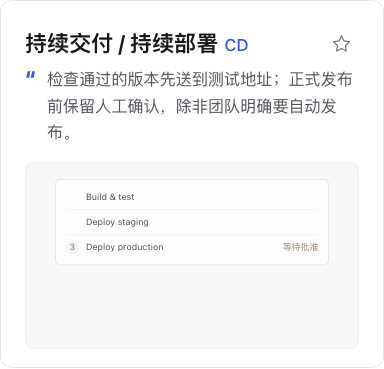 持续交付 / 持续部署 CD
“ 检查通过的版本先送到测试地址；正式发布
前保留人工确认，除非团队明确要自动发
布。
Build & test
Deploy staging
3 Deploy production 等待批准